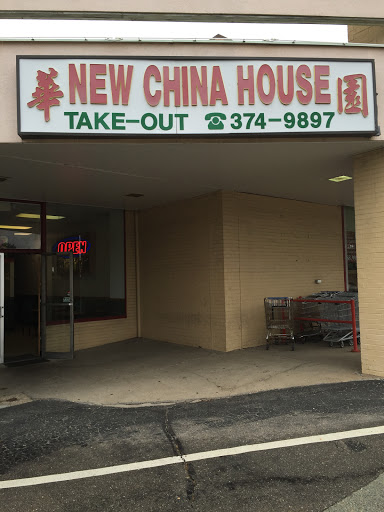 華 NEW CHINA HOUSE 園
TAKE-OUT ☎ 374-9897
OPEN